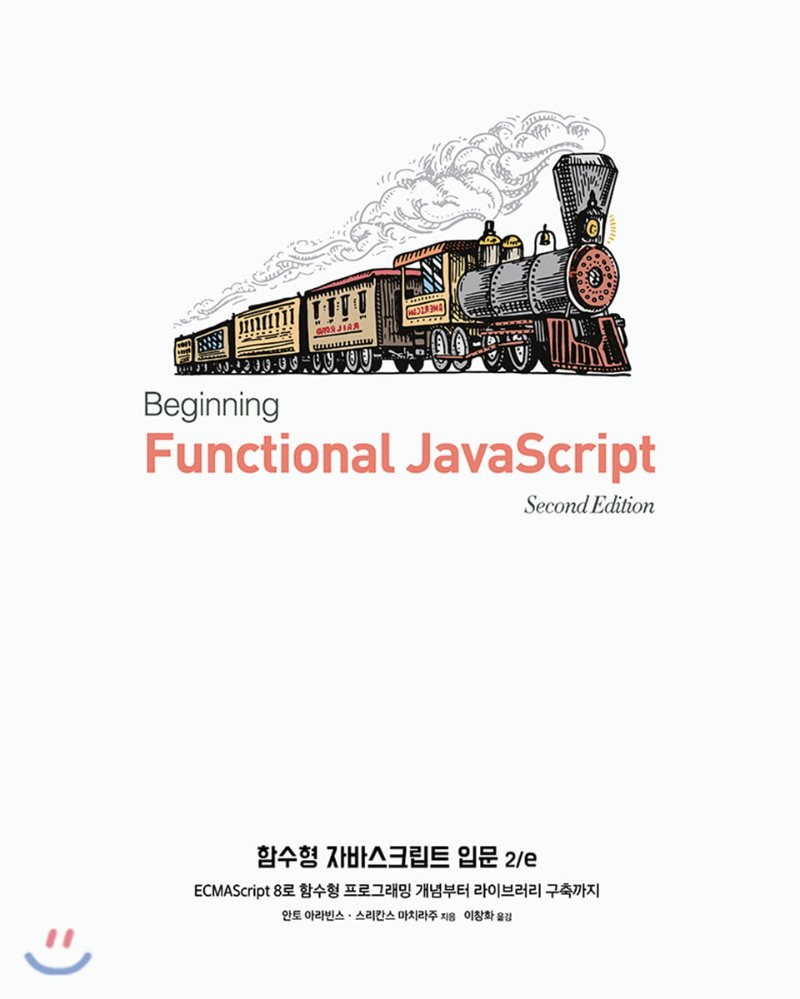 AMERICON
RAILROAD
Beginning
Functional JavaScript
Second Edition
함수형 자바스크립트 입문 2/e
ECMAScript 8로 함수형 프로그래밍 개념부터 라이브러리 구축까지
안토 아라빈스 · 스리칸스 마치라주 지음 이창화 옮김